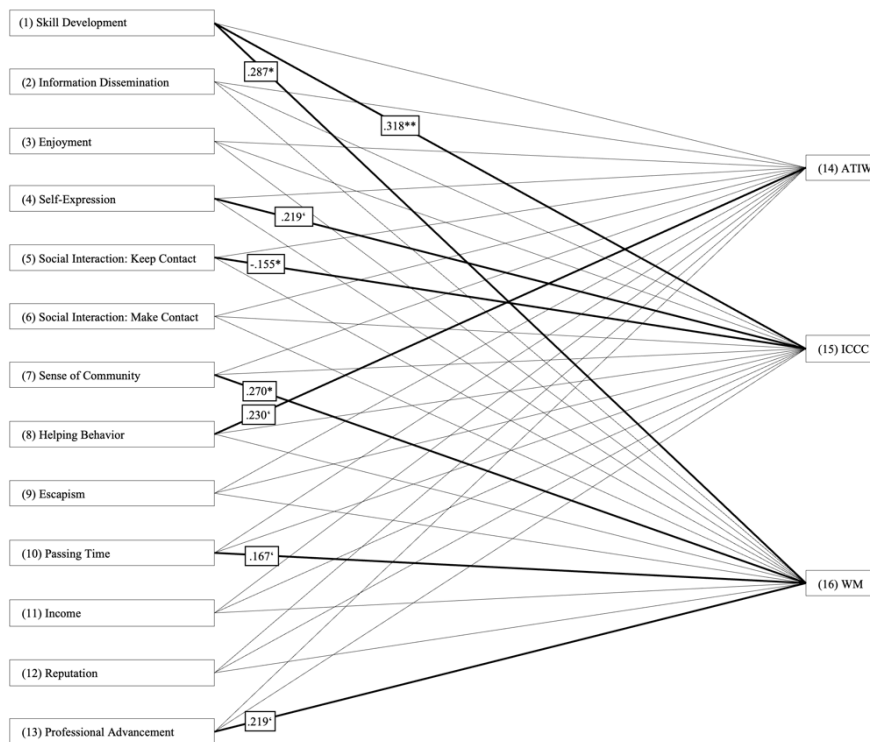 (1) Skill Development
.287*
(2) Information Dissemination
.318**
(3) Enjoyment
(14) ATIW
(4) Self-Expression
.219‘
(5) Social Interaction: Keep Contact
-.155*
(6) Social Interaction: Make Contact
(15) ICCC
(7) Sense of Community
.270*
.230‘
(8) Helping Behavior
(9) Escapism
(10) Passing Time
.167‘
(16) WM
(11) Income
(12) Reputation
.219‘
(13) Professional Advancement